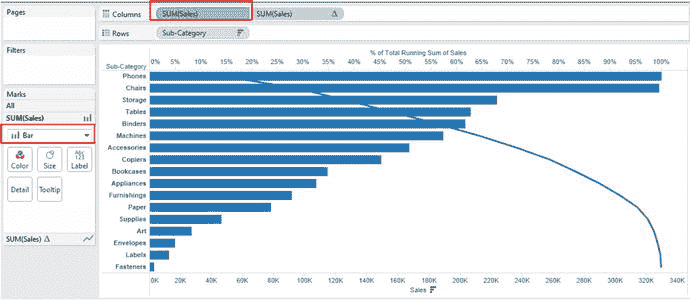 Pages
Columns
SUM(Sales)
SUM(Sales) Δ
Rows
Sub-Category
Filters
Marks
All
SUM(Sales)
Bar
Color
Size
Label
Detail
Tooltip
SUM(Sales) Δ
% of Total Running Sum of Sales
0% 5% 10% 15% 20% 25% 30% 35% 40% 45% 50% 55% 60% 65% 70% 75% 80% 85% 90% 95% 100%
Sub-Category
Phones
Chairs
Storage
Tables
Binders
Machines
Accessories
Copiers
Bookcases
Appliances
Furnishings
Paper
Supplies
Art
Envelopes
Labels
Fasteners
0K 20K 40K 60K 80K 100K 120K 140K 160K 180K 200K 220K 240K 260K 280K 300K 320K 340K
Sales